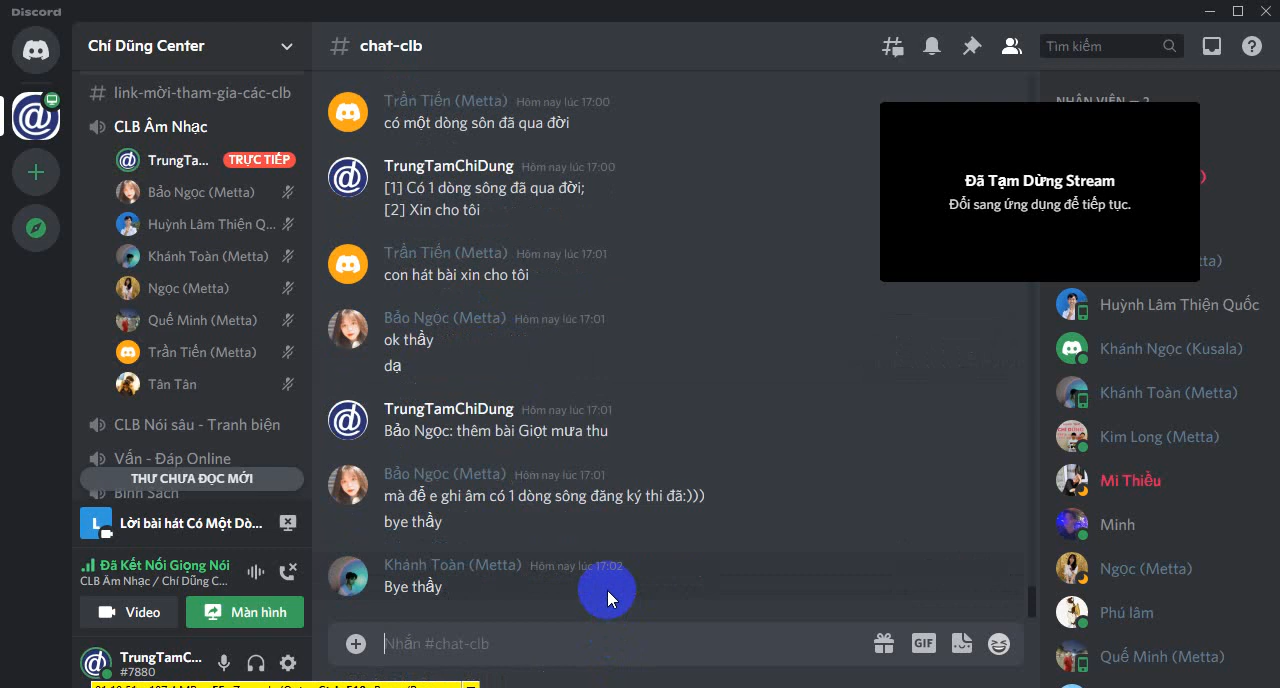 Discord
Chí Dũng Center
link-mời-tham-gia-các-clb
CLB Âm Nhạc
TrungTa... TRỰC TIẾP
Bảo Ngọc (Metta)
Huỳnh Lâm Thiện Q...
Khánh Toàn (Metta)
Ngọc (Metta)
Quế Minh (Metta)
Trần Tiến (Metta)
Tân Tân
CLB Nói sâu - Tranh biện
Vấn - Đáp Online
THƯ CHƯA ĐỌC MỚI
Bình Sách
L Lời bài hát Có Một Dò...
Đã Kết Nối Giọng Nói
CLB Âm Nhạc / Chí Dũng C...
Video Màn hình
TrungTamC...
#7880
# chat-clb
Tìm kiếm
Trần Tiến (Metta) Hôm nay lúc 17:00
có một dòng sôn đã qua đời
TrungTamChiDung Hôm nay lúc 17:00
[1] Có 1 dòng sông đã qua đời;
[2] Xin cho tôi
Trần Tiến (Metta) Hôm nay lúc 17:01
con hát bài xin cho tôi
Bảo Ngọc (Metta) Hôm nay lúc 17:01
ok thầy
dạ
TrungTamChiDung Hôm nay lúc 17:01
Bảo Ngọc: thêm bài Giọt mưa thu
Bảo Ngọc (Metta) Hôm nay lúc 17:01
mà để e ghi âm có 1 dòng sông đăng ký thi đã:)))
bye thầy
Khánh Toàn (Metta) Hôm nay lúc 17:02
Bye thầy
Nhắn #chat-clb
GIF
NHÂN VIÊN — 2
Đã Tạm Dừng Stream
Đổi sang ứng dụng để tiếp tục.
Huỳnh Lâm Thiện Quốc
Khánh Ngọc (Kusala)
Khánh Toàn (Metta)
Kim Long (Metta)
Mi Thiều
Minh
Ngọc (Metta)
Phú lâm
Quế Minh (Metta)